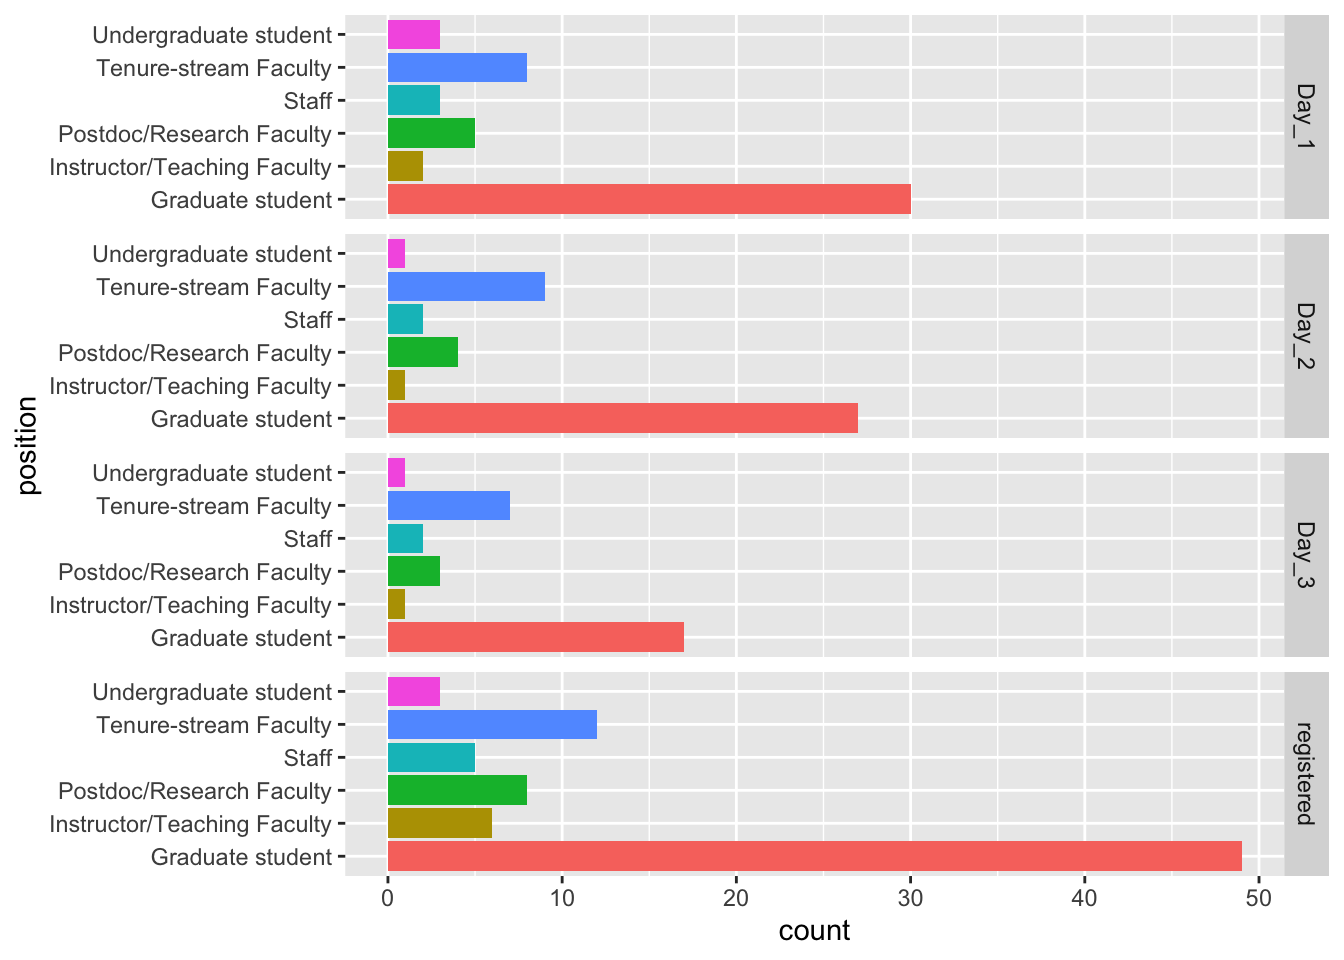 Undergraduate student
Tenure-stream Faculty
Staff
Postdoc/Research Faculty
Instructor/Teaching Faculty
Graduate student
Day_1
Undergraduate student
Tenure-stream Faculty
Staff
Postdoc/Research Faculty
Instructor/Teaching Faculty
Graduate student
Day_2
position
Undergraduate student
Tenure-stream Faculty
Staff
Postdoc/Research Faculty
Instructor/Teaching Faculty
Graduate student
Day_3
Undergraduate student
Tenure-stream Faculty
Staff
Postdoc/Research Faculty
Instructor/Teaching Faculty
Graduate student
registered
0 10 20 30 40 50
count